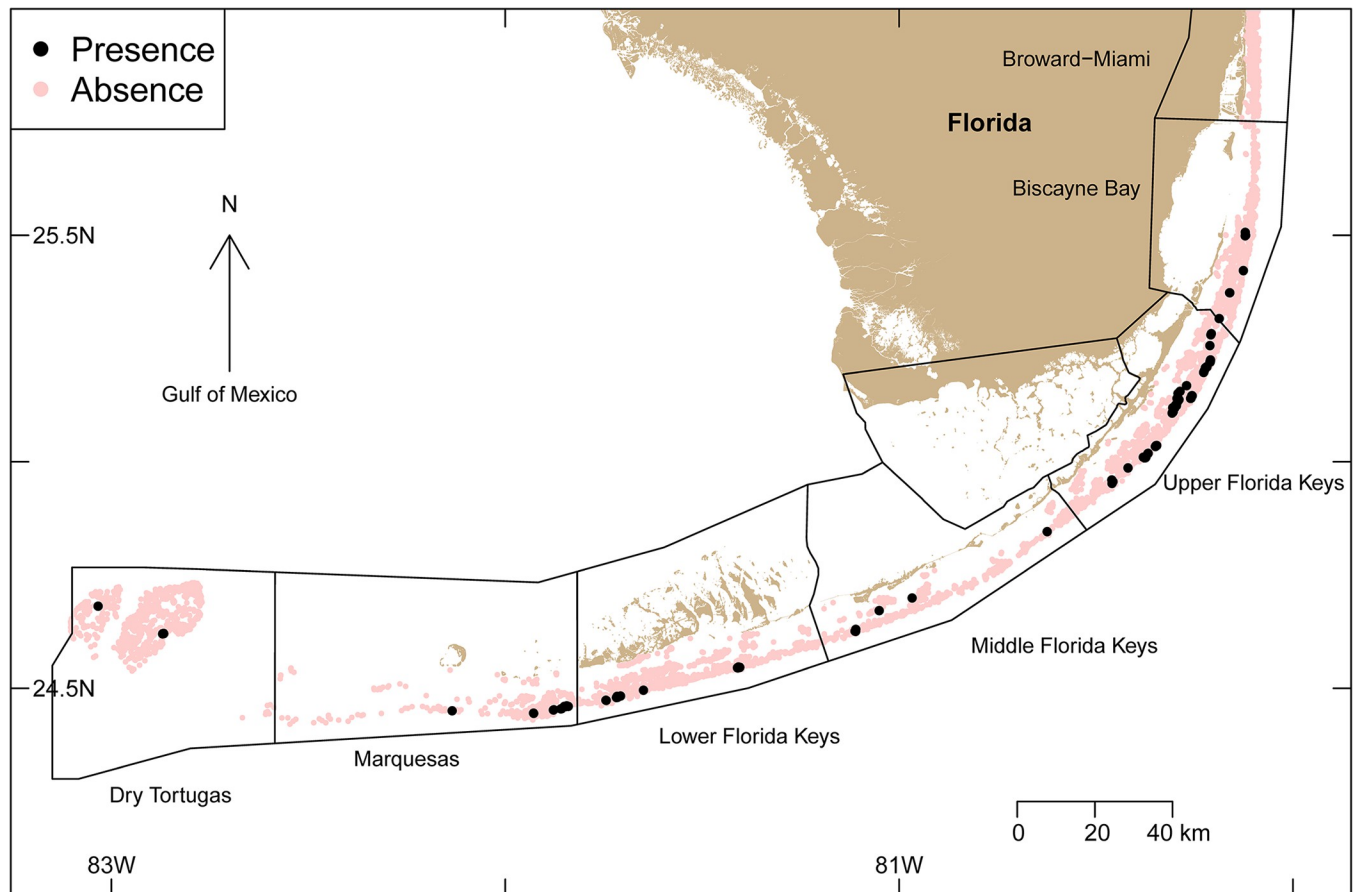 Presence
Absence
Broward−Miami
Florida
Biscayne Bay
N
25.5N
Gulf of Mexico
Upper Florida Keys
Middle Florida Keys
24.5N
Lower Florida Keys
Marquesas
Dry Tortugas
0 20 40 km
83W 81W